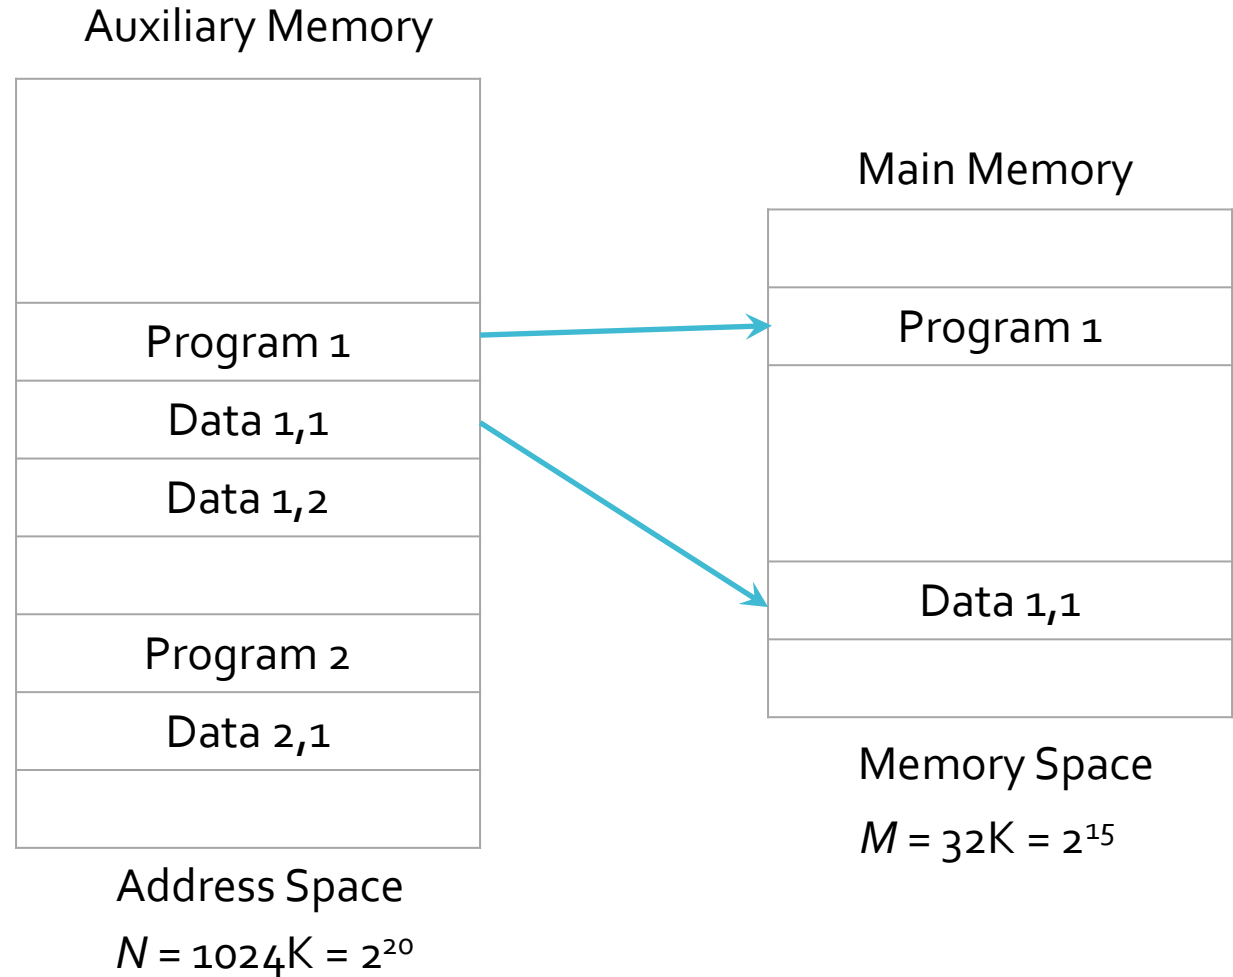 Auxiliary Memory
Program 1
Data 1,1
Data 1,2
Program 2
Data 2,1
Address Space
N = 1024K = 2²⁰
Main Memory
Program 1
Data 1,1
Memory Space
M = 32K = 2¹⁵